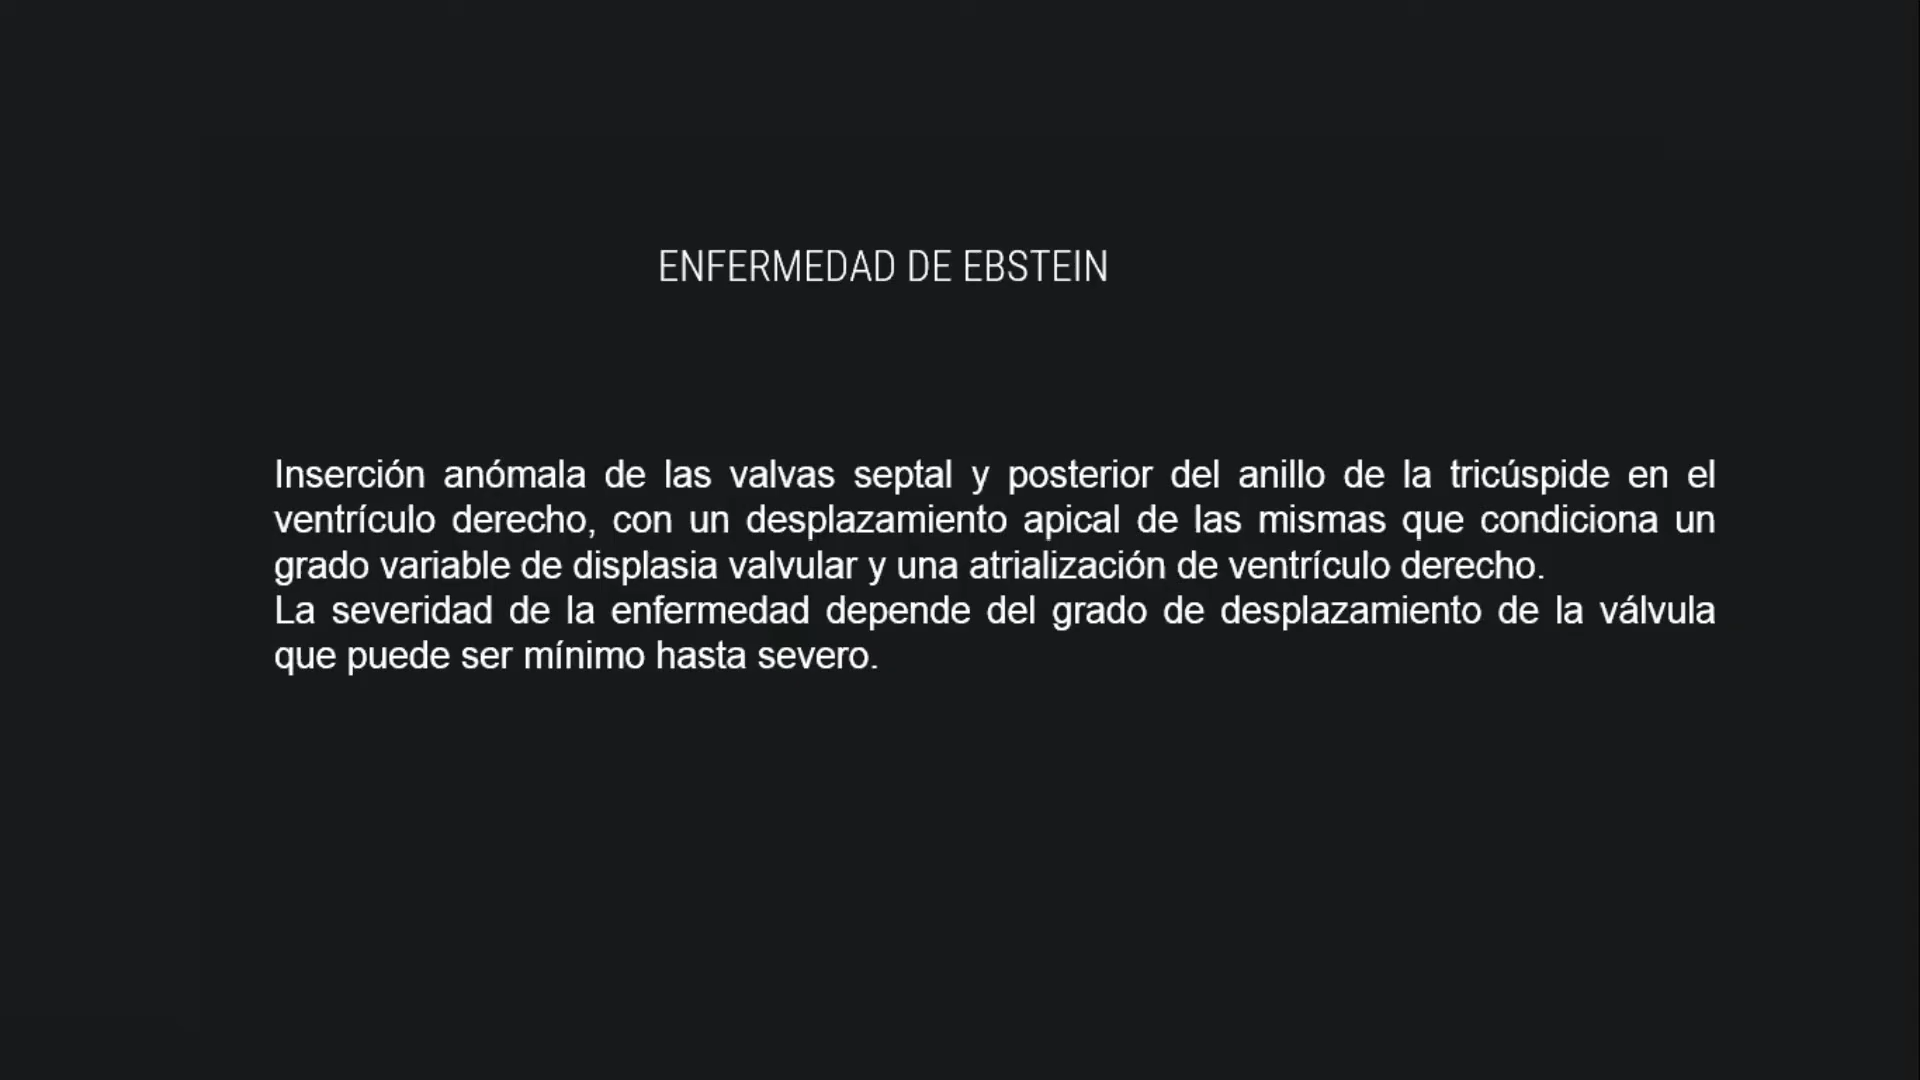 ENFERMEDAD DE EBSTEIN
Inserción anómala de las valvas septal y posterior del anillo de la tricúspide en el
ventrículo derecho, con un desplazamiento apical de las mismas que condiciona un
grado variable de displasia valvular y una atrialización de ventrículo derecho.
La severidad de la enfermedad depende del grado de desplazamiento de la válvula
que puede ser mínimo hasta severo.